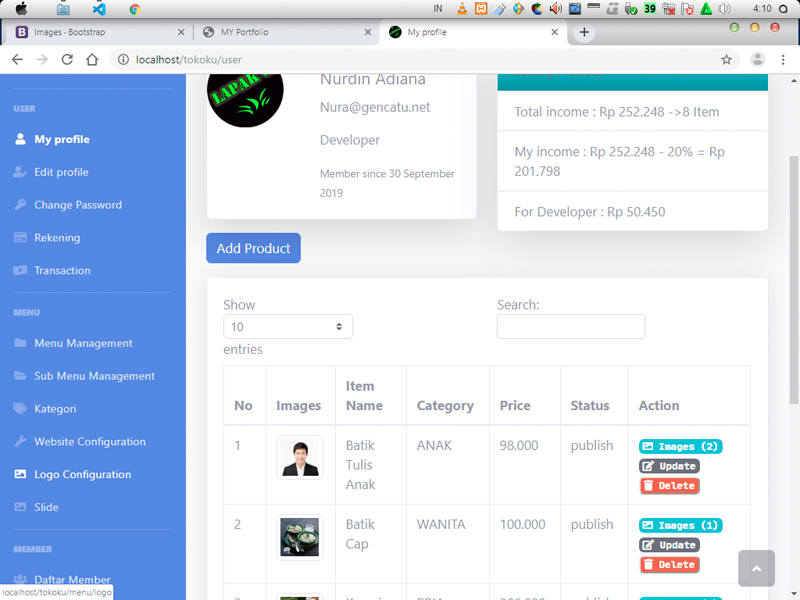 IN
39
4:10
Images · Bootstrap
MY Portfolio
My profile
localhost/tokoku/user
USER
My profile
Edit profile
Change Password
Rekening
Transaction
MENU
Menu Management
Sub Menu Management
Kategori
Website Configuration
Logo Configuration
Slide
MEMBER
Daftar Member
localhost/tokoku/menu/logo
LAPAK
Nurdin Adiana
Nura@gencatu.net
Developer
Member since 30 September
2019
Total income : Rp 252.248 ->8 Item
My income : Rp 252.248 - 20% = Rp
201.798
For Developer : Rp 50.450
Add Product
Show
10
entries
Search:
No Images Item Name Category Price Status Action
1 Batik Tulis Anak ANAK 98.000 publish
Images (2)
Update
Delete
2 Batik Cap WANITA 100.000 publish
Images (1)
Update
Delete